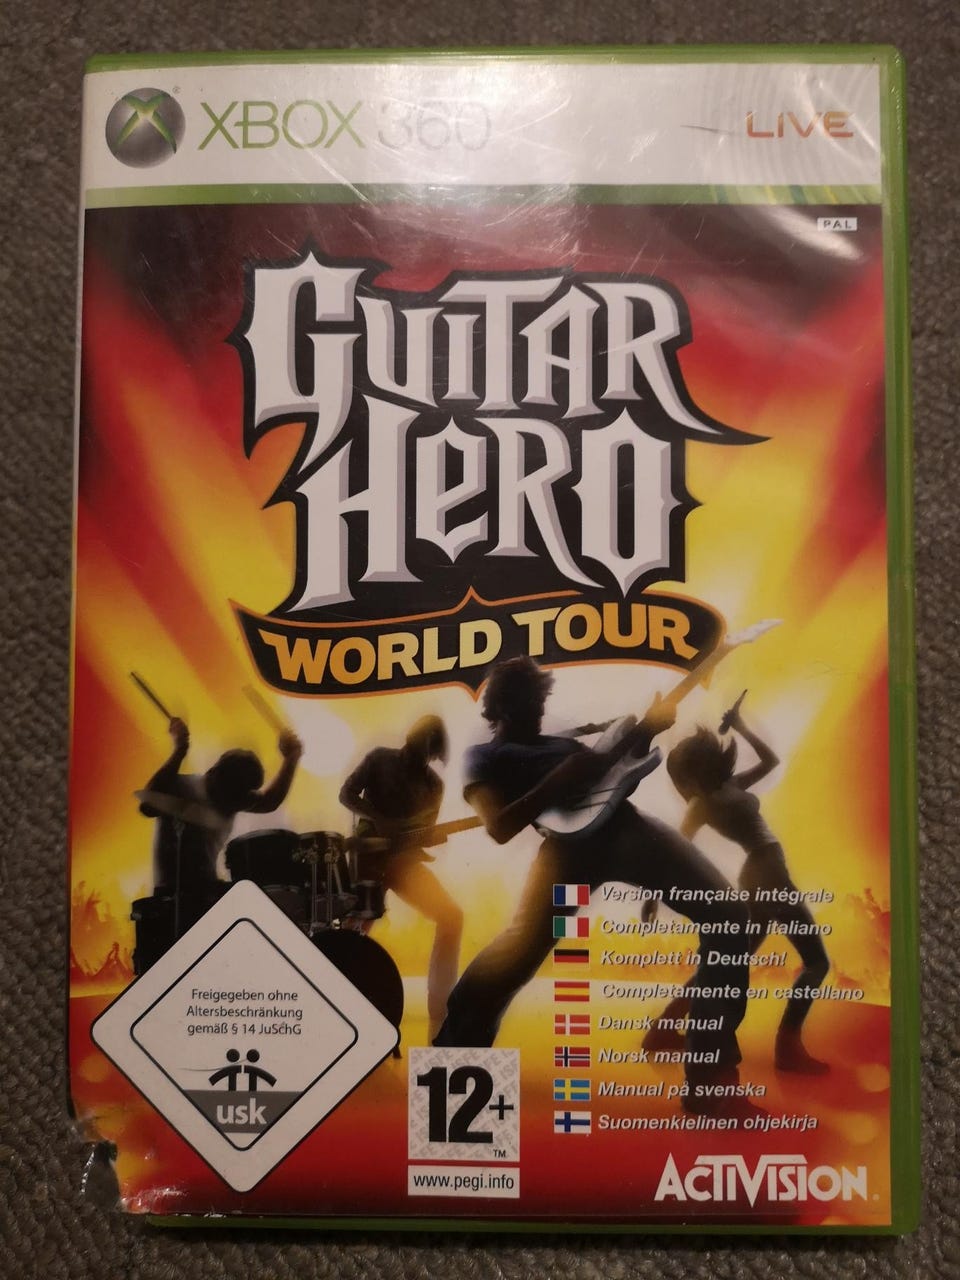 XBOX 360
LIVE
PAL
GUITAR
HERO
WORLD TOUR
Version française intégrale
Completamente in italiano
Komplett in Deutsch!
Completamente en castellano
Dansk manual
Norsk manual
Manual på svenska
Suomenkielinen ohjekirja
Freigegeben ohne
Altersbeschränkung
gemäß § 14 JuSchG
usk
12+
TM
www.pegi.info
ACTIVISION®